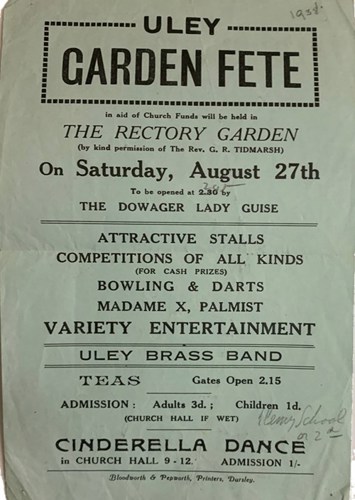 1938.
ULEY
GARDEN FETE
in aid of Church Funds will be held in
THE RECTORY GARDEN
(by kind permission of The Rev. G. R. TIDMARSH)
On Saturday, August 27th
To be opened at 2.30 by
THE DOWAGER LADY GUISE
ATTRACTIVE STALLS
COMPETITIONS OF ALL KINDS
(FOR CASH PRIZES)
BOWLING & DARTS
MADAME X, PALMIST
VARIETY ENTERTAINMENT
ULEY BRASS BAND
TEAS Gates Open 2.15
ADMISSION : Adults 3d. ; Children 1d.
(CHURCH HALL IF WET)
School
CINDERELLA DANCE
in CHURCH HALL 9-12. ADMISSION 1/-
Bloodworth & Pepworth, Printers, Dursley.